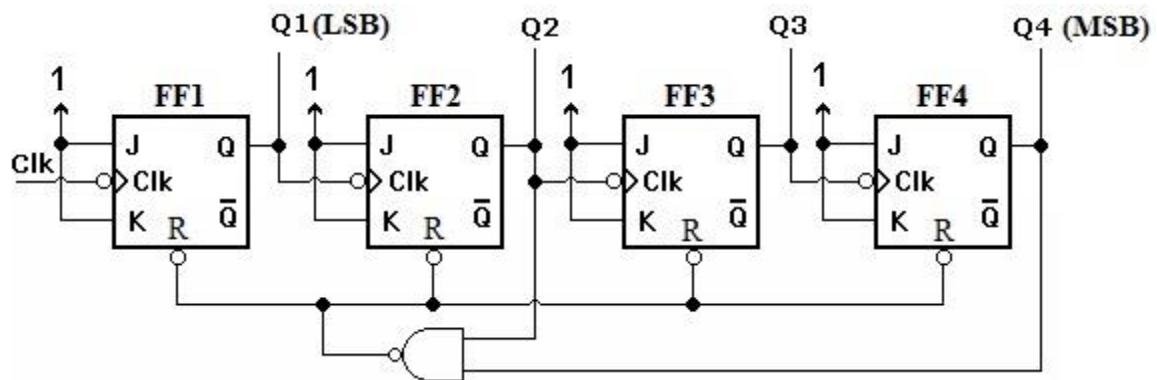 Q1 (LSB) Q2 Q3 Q4 (MSB)
1 1 1 1
FF1 FF2 FF3 FF4
J Q J Q J Q J Q
Clk Clk Clk Clk Clk
K Q̅ K Q̅ K Q̅ K Q̅
R R R R